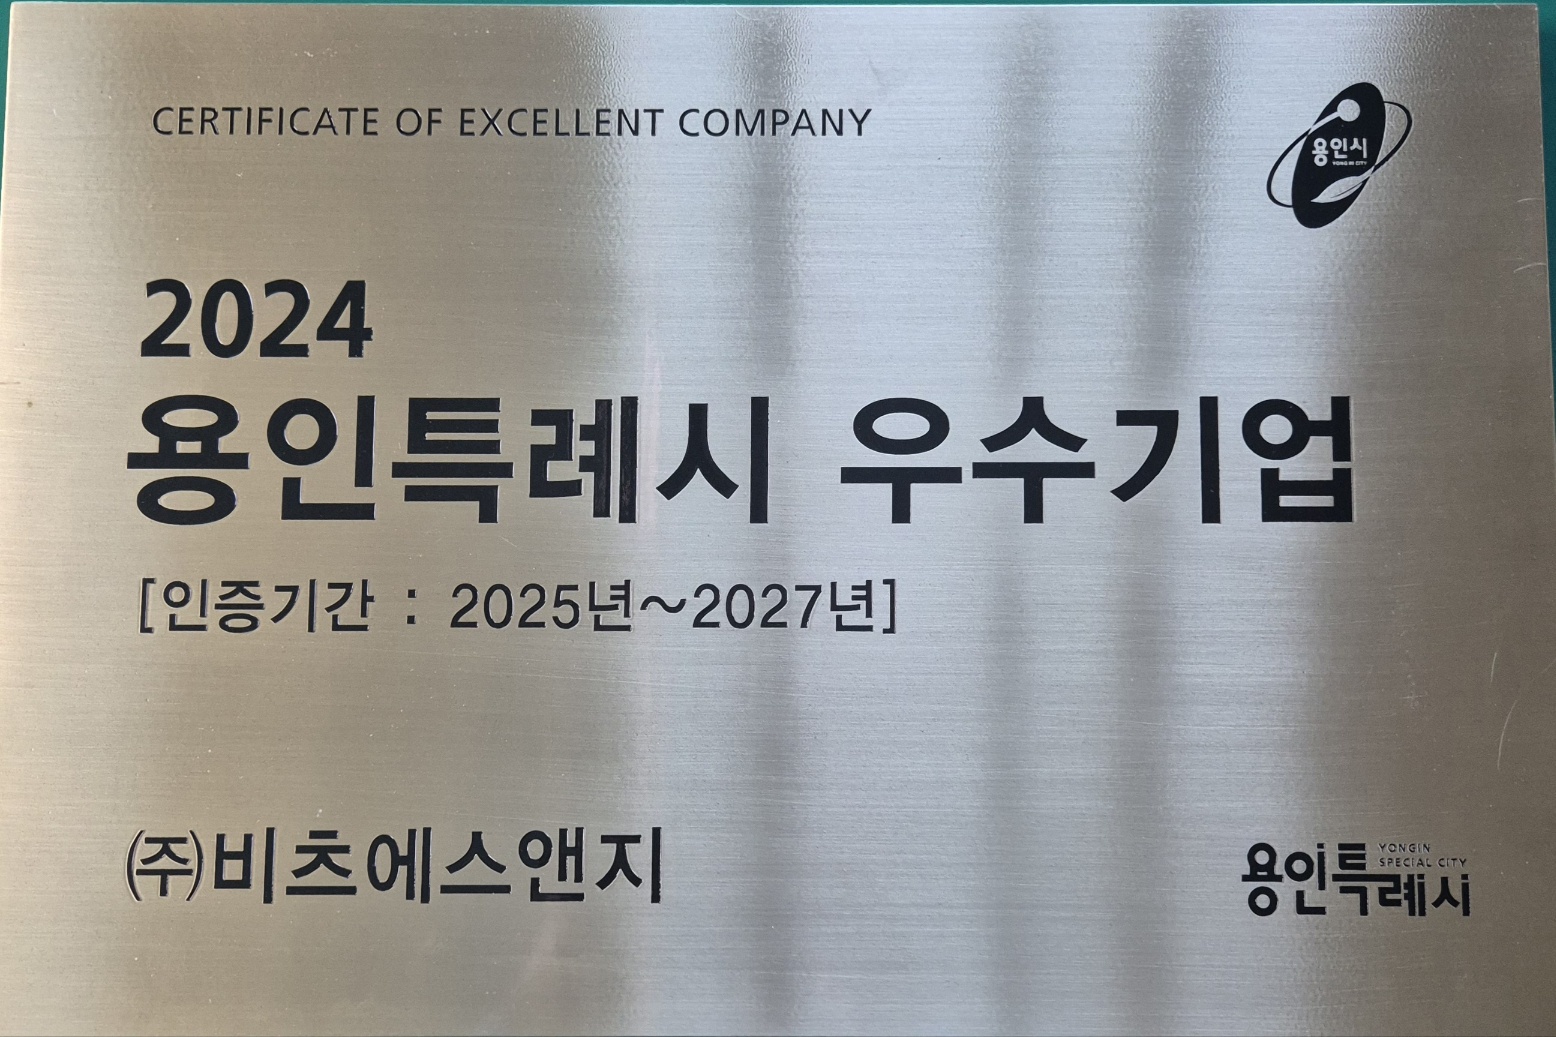 CERTIFICATE OF EXCELLENT COMPANY
용인시
YONGIN CITY
2024
용인특례시 우수기업
[인증기간 : 2025년~2027년]
㈜비츠에스앤지
YONGIN
SPECIAL CITY
용인특례시